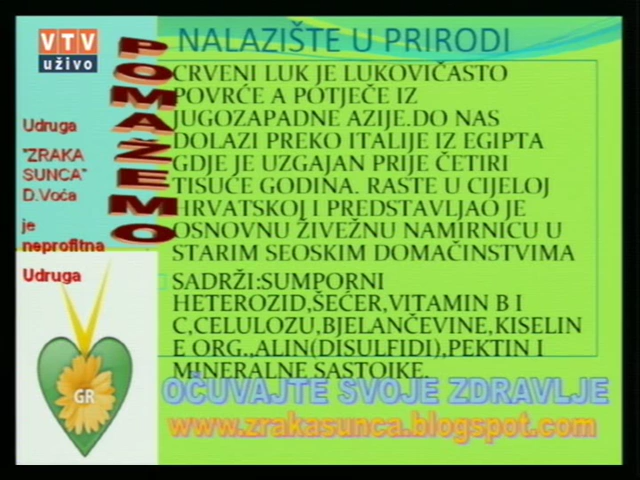 VTV
uživo
POMAŽEMO
NALAZIŠTE U PRIRODI
CRVENI LUK JE LUKOVIČASTO
POVRĆE A POTJEČE IZ
JUGOZAPADNE AZIJE.DO NAS
DOLAZI PREKO ITALIJE IZ EGIPTA
GDJE JE UZGAJAN PRIJE ČETIRI
TISUĆE GODINA. RASTE U CIJELOJ
HRVATSKOJ I PREDSTAVLJAO JE
OSNOVNU ŽIVEŽNU NAMIRNICU U
STARIM SEOSKIM DOMAČINSTVIMA
SADRŽI:SUMPORNI
HETEROZID,ŠEĆER,VITAMIN B I
C,CELULOZU,BJELANČEVINE,KISELIN
E ORG.,ALIN(DISULFIDI),PEKTIN I
MINERALNE SASTOJKE.
Udruga
"ZRAKA
SUNCA"
D.Voća
je
neprofitna
Udruga
GR
OČUVAJTE SVOJE ZDRAVLJE
www.zrakasunca.blogspot.com